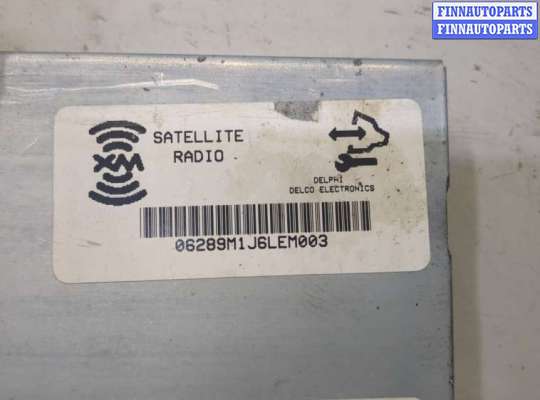 FINNAUTOPARTS
FINNAUTOPARTS
XM
SATELLITE
RADIO
DELPHI
DELCO ELECTRONICS
06289M1J6LEM003